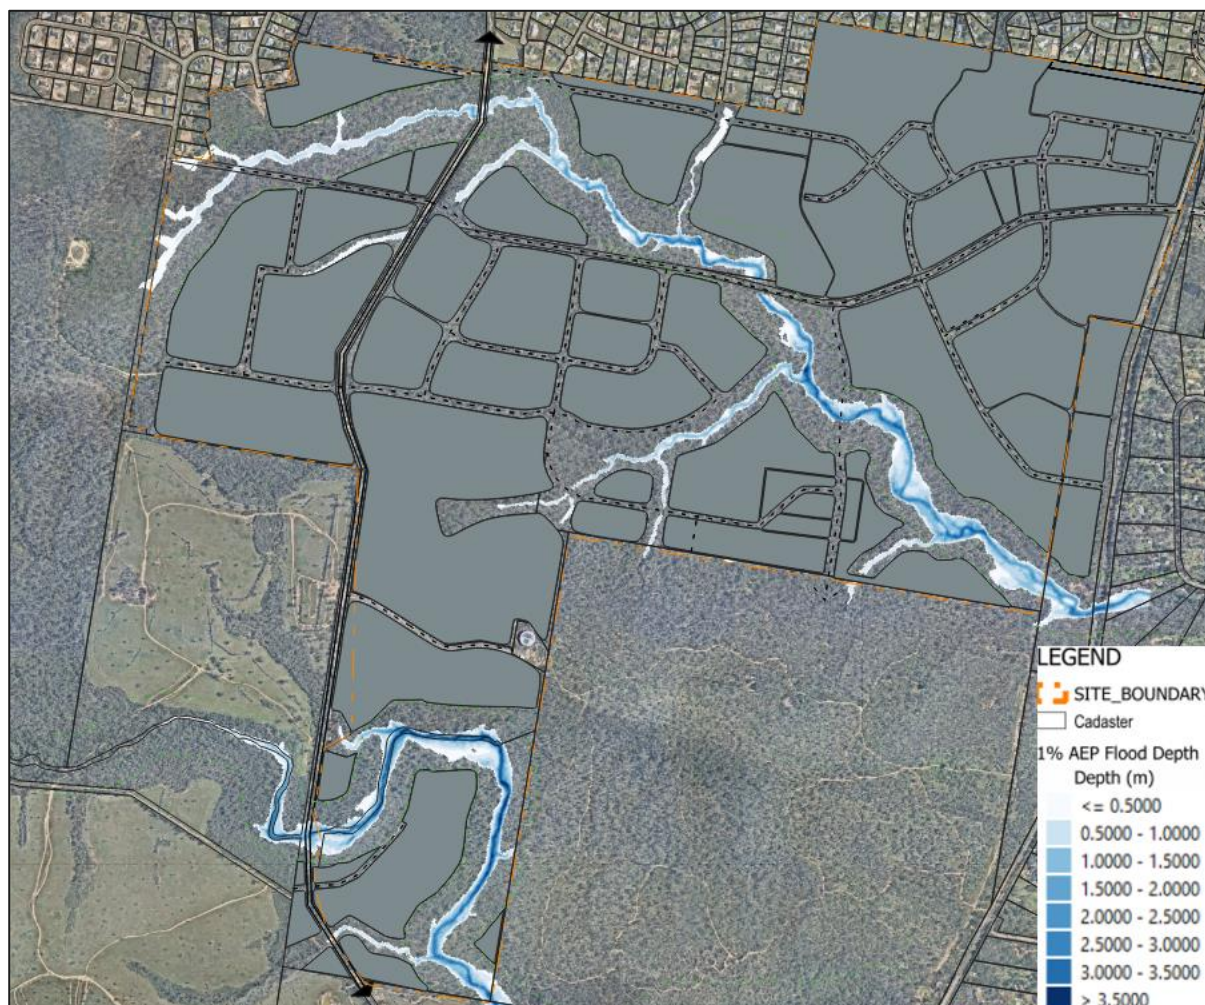 LEGEND
SITE_BOUNDARY
Cadaster
1% AEP Flood Depth
Depth (m)
<= 0.5000
0.5000 - 1.0000
1.0000 - 1.5000
1.5000 - 2.0000
2.0000 - 2.5000
2.5000 - 3.0000
3.0000 - 3.5000
> 3.5000